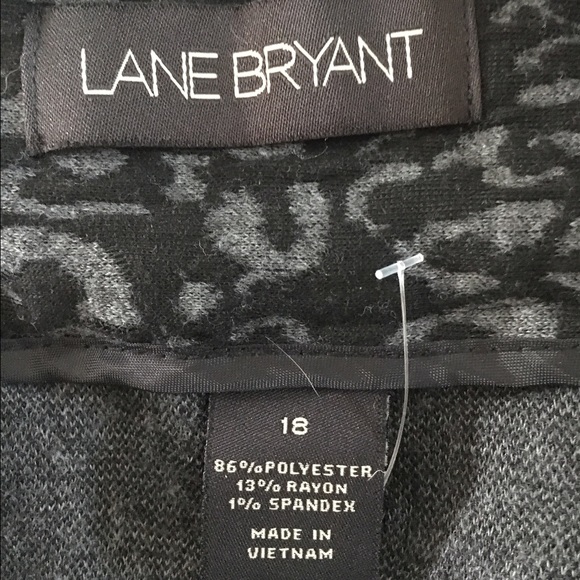 LANE BRYANT
18
86% POLYESTER
13% RAYON
1% SPANDEX
MADE IN
VIETNAM